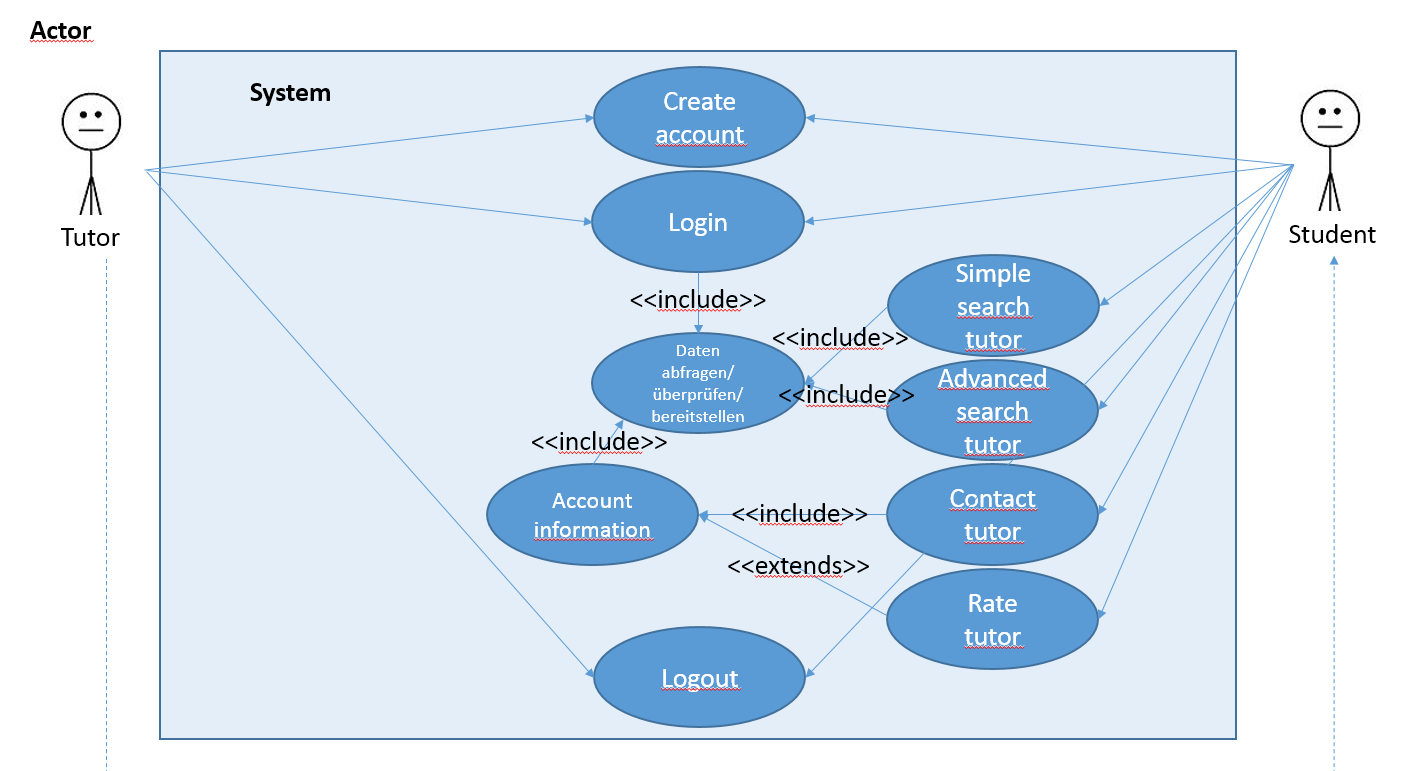 Actor
System
Create
account
Login
Tutor
Student
<<include>>
Simple
search
tutor
<<include>>
Daten
abfragen/
überprüfen/
bereitstellen
Advanced
search
tutor
<<include>>
<<include>>
Account
information
<<include>>
Contact
tutor
<<extends>>
Rate
tutor
Logout